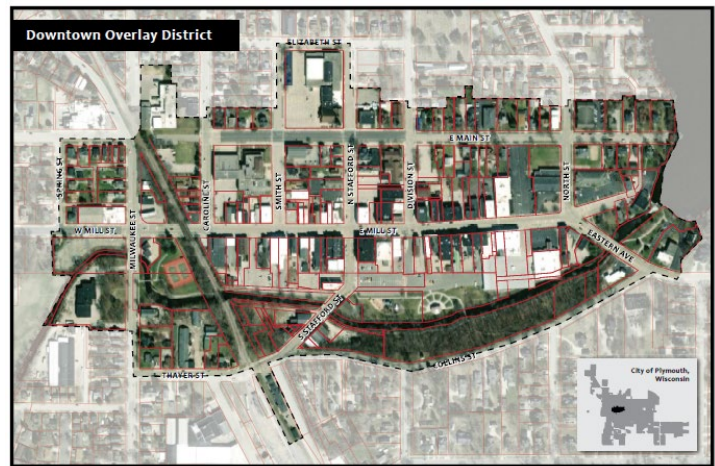 Downtown Overlay District
ELIZABETH ST
E MAIN ST
SPRING ST
MILWAUKEE ST
CAROLINE ST
SMITH ST
N STAFFORD ST
DIVISION ST
NORTH ST
W MILL ST
E MILL ST
EASTERN AVE
S STAFFORD ST
COLLINS ST
THAYER ST
City of Plymouth,
Wisconsin